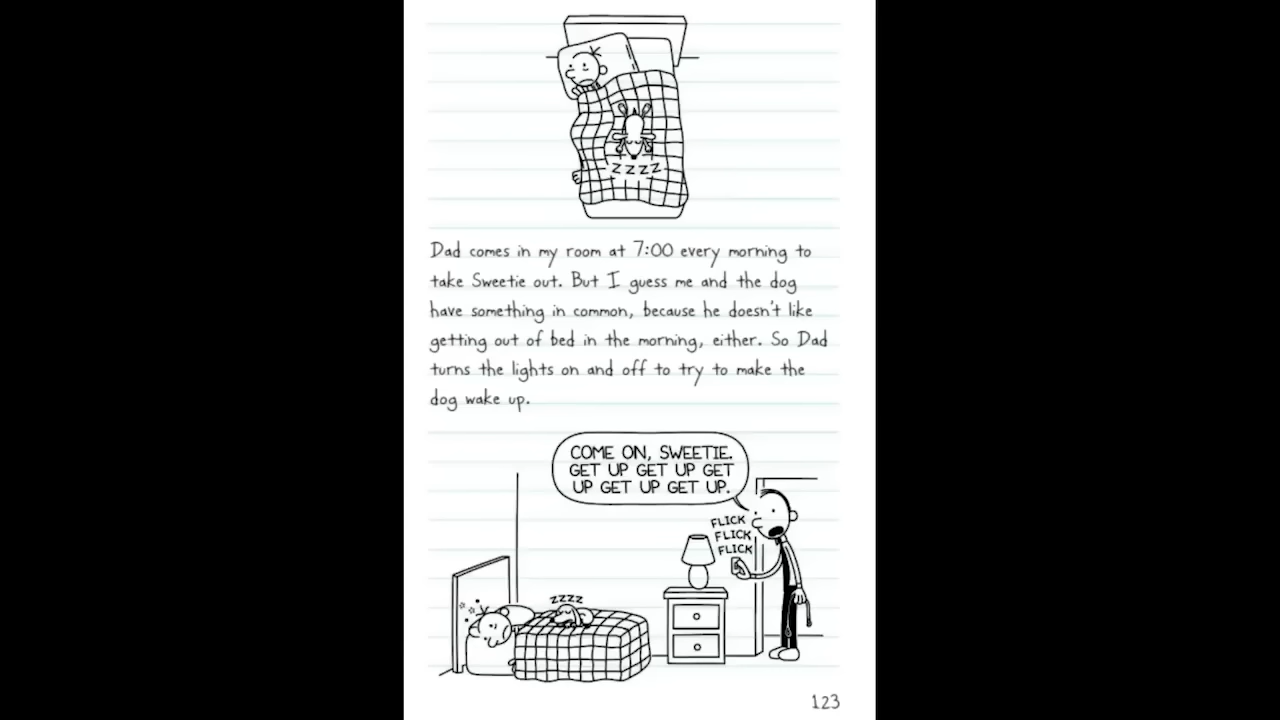 ZZZZ
Dad comes in my room at 7:00 every morning to
take Sweetie out. But I guess me and the dog
have something in common, because he doesn't like
getting out of bed in the morning, either. So Dad
turns the lights on and off to try to make the
dog wake up.
COME ON, SWEETIE.
GET UP GET UP GET
UP GET UP GET UP.
FLICK
FLICK
FLICK
ZZZZ
123